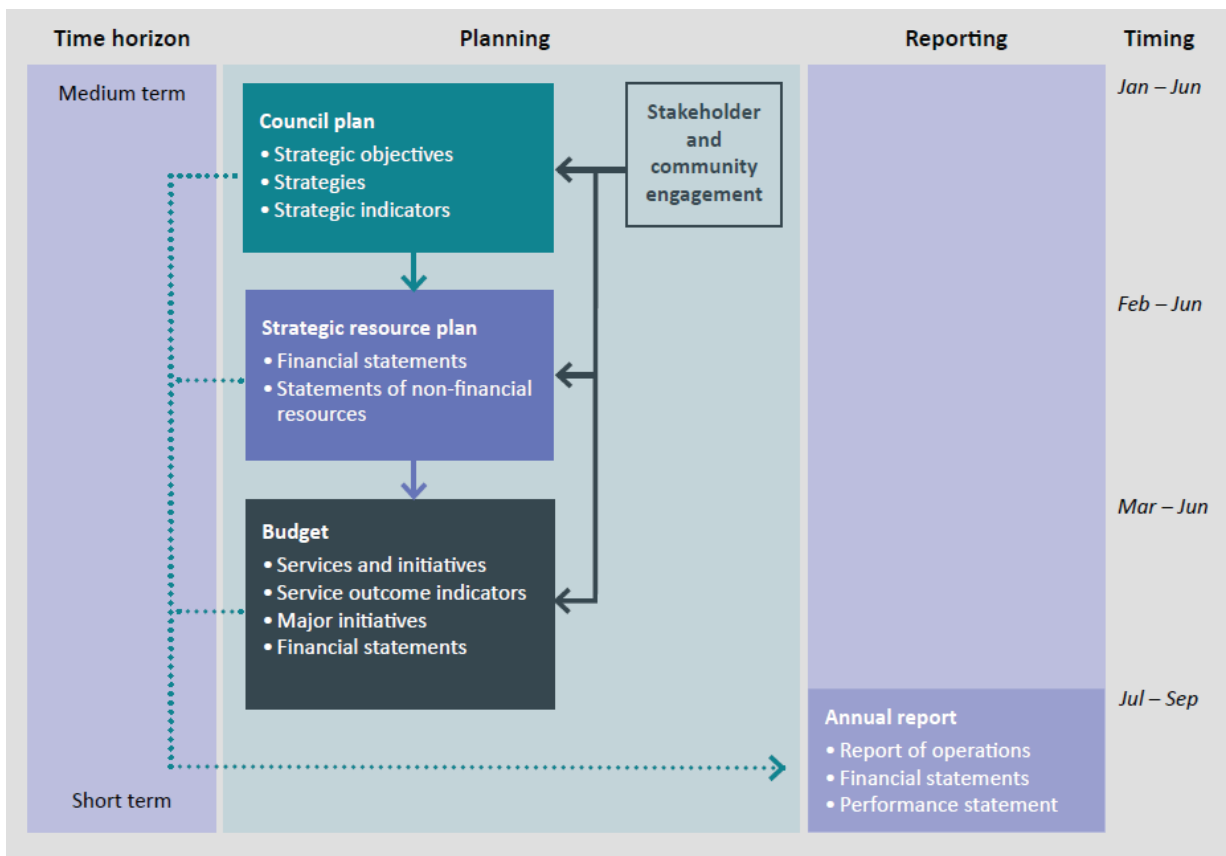 Time horizon
Planning
Reporting
Timing
Medium term
Council plan
• Strategic objectives
• Strategies
• Strategic indicators
Stakeholder
and
community
engagement
Jan – Jun
Strategic resource plan
• Financial statements
• Statements of non-financial
resources
Feb – Jun
Budget
• Services and initiatives
• Service outcome indicators
• Major initiatives
• Financial statements
Mar – Jun
Annual report
• Report of operations
• Financial statements
• Performance statement
Jul – Sep
Short term